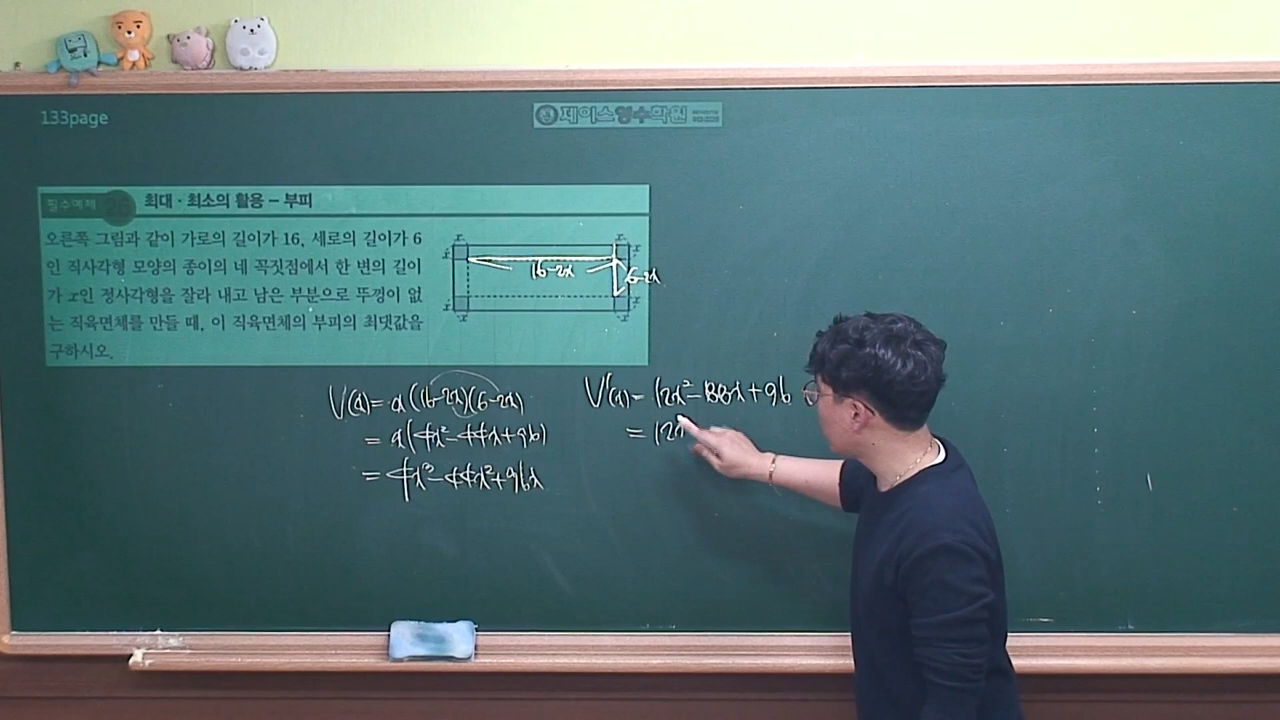 133page
제이스영수학원
필수예제 최대·최소의 활용 – 부피
오른쪽 그림과 같이 가로의 길이가 16, 세로의 길이가 6
인 직사각형 모양의 종이의 네 꼭짓점에서 한 변의 길이
가 x인 정사각형을 잘라 내고 남은 부분으로 뚜껑이 없
는 직육면체를 만들 때, 이 직육면체의 부피의 최댓값을
구하시오.
x x
x x
16-2x
6-2x
x x
x x
V(x)= x(16-2x)(6-2x)
= x(4x²-44x+96)
= 4x³-44x²+96x
V'(x)= 12x²-88x+96
= 12x